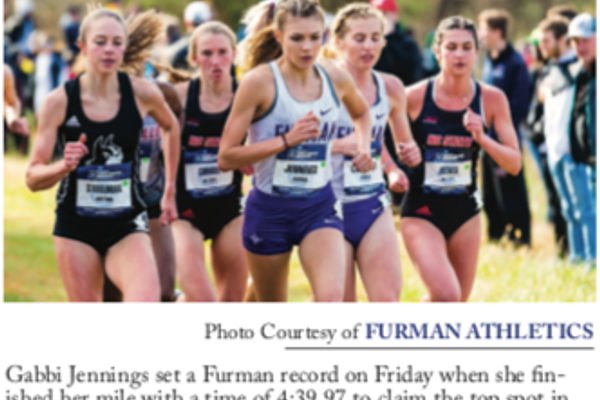 JENNINGS
Photo Courtesy of FURMAN ATHLETICS
Gabbi Jennings set a Furman record on Friday when she fin-
ished her mile with a time of 4:39.97 to claim the top spot in